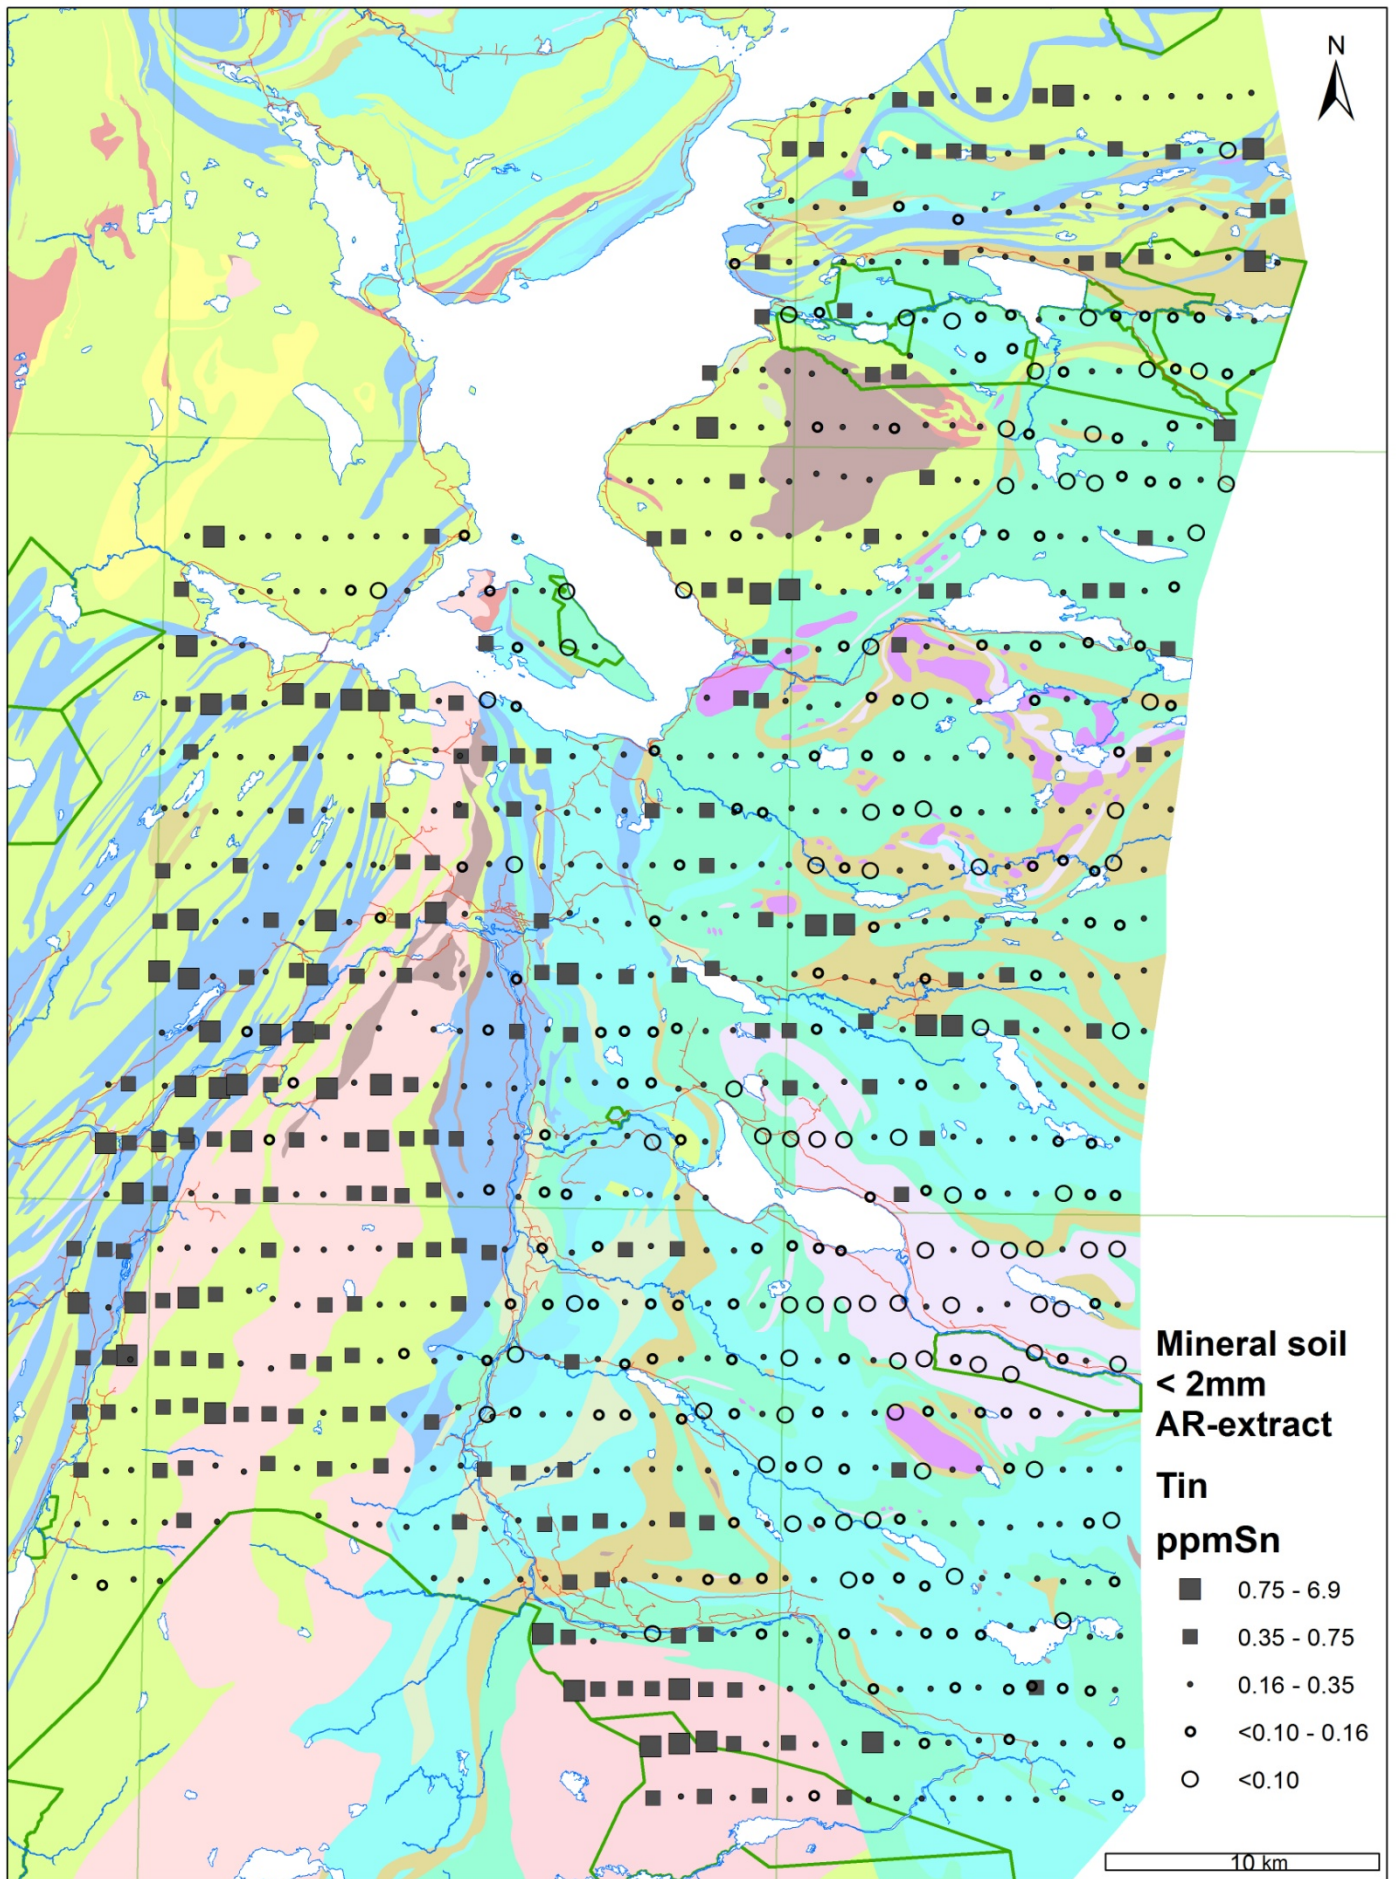 N
Mineral soil
< 2mm
AR-extract
Tin
ppmSn
0.75 - 6.9
0.35 - 0.75
0.16 - 0.35
<0.10 - 0.16
<0.10
10 km